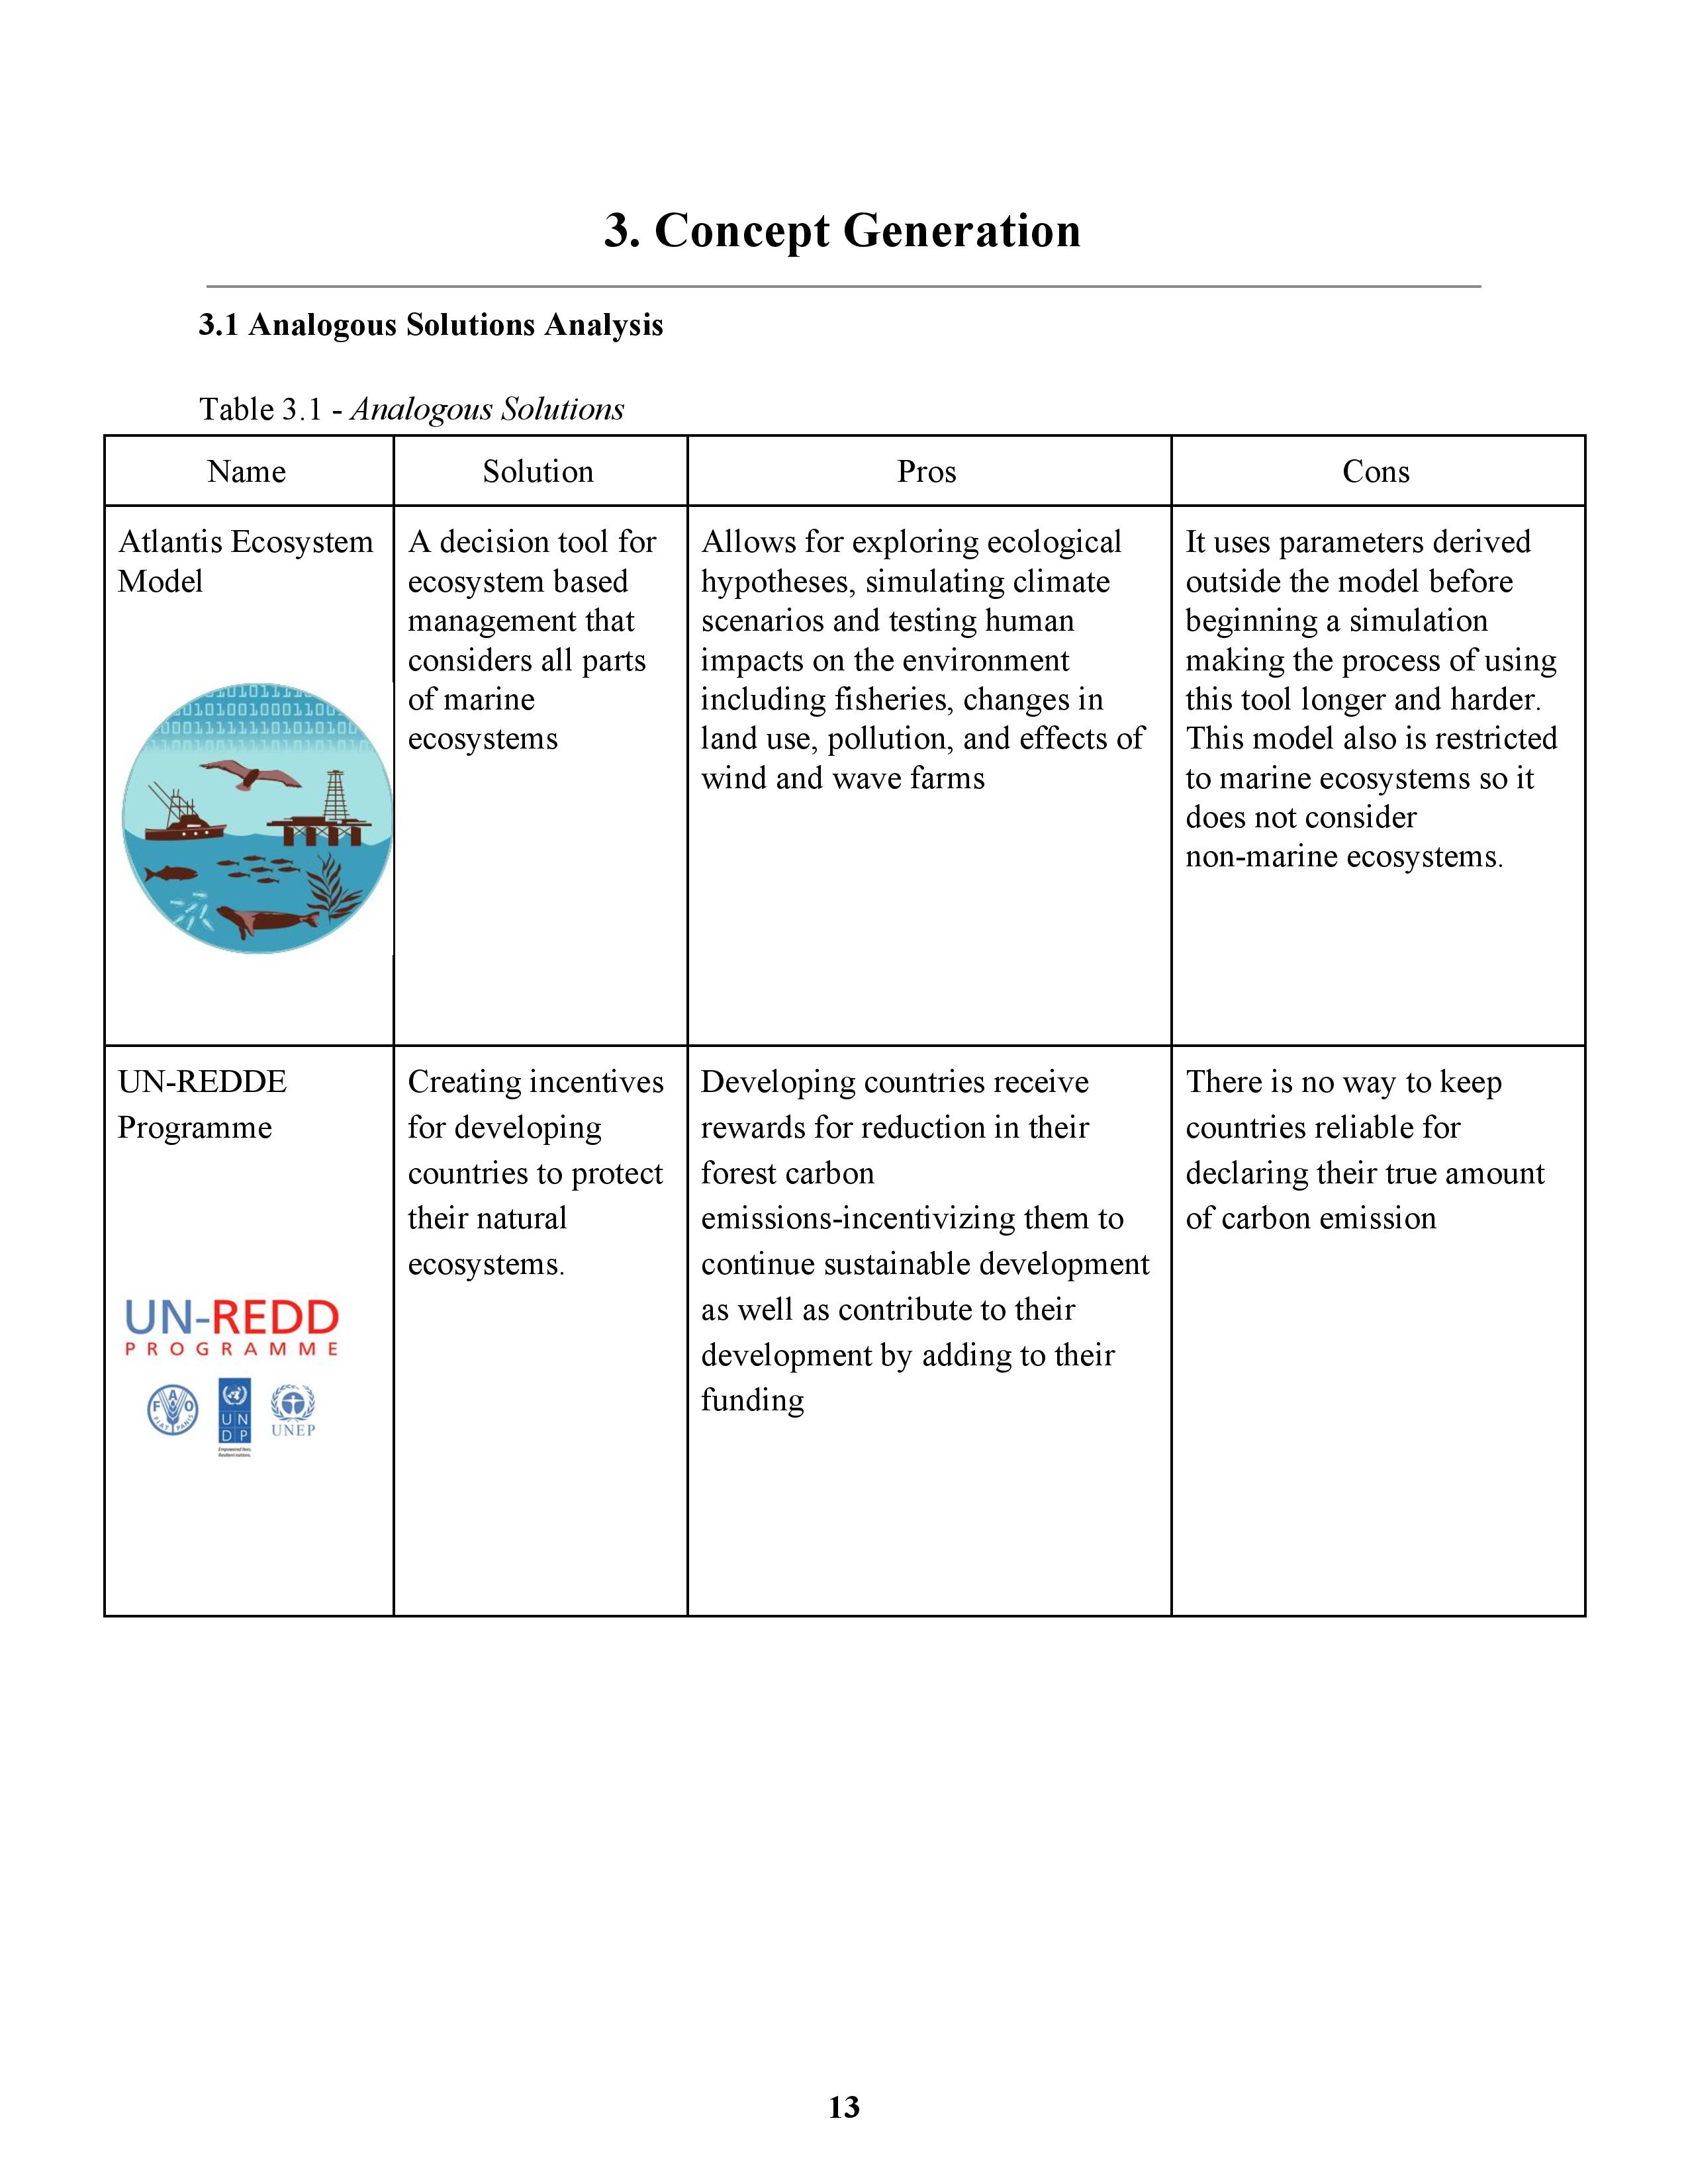 3. Concept Generation
3.1 Analogous Solutions Analysis
Table 3.1 - Analogous Solutions
Name
Solution
Pros
Cons
Atlantis Ecosystem
Model
A decision tool for
ecosystem based
management that
considers all parts
of marine
ecosystems
Allows for exploring ecological
hypotheses, simulating climate
scenarios and testing human
impacts on the environment
including fisheries, changes in
land use, pollution, and effects of
wind and wave farms
It uses parameters derived
outside the model before
beginning a simulation
making the process of using
this tool longer and harder.
This model also is restricted
to marine ecosystems so it
does not consider
non-marine ecosystems.
UN-REDDE
Programme
UN-REDD
PROGRAMME
FAO
FIAT PANIS
UN
DP
Empowered lives.
Resilient nations.
UNEP
Creating incentives
for developing
countries to protect
their natural
ecosystems.
Developing countries receive
rewards for reduction in their
forest carbon
emissions-incentivizing them to
continue sustainable development
as well as contribute to their
development by adding to their
funding
There is no way to keep
countries reliable for
declaring their true amount
of carbon emission
13